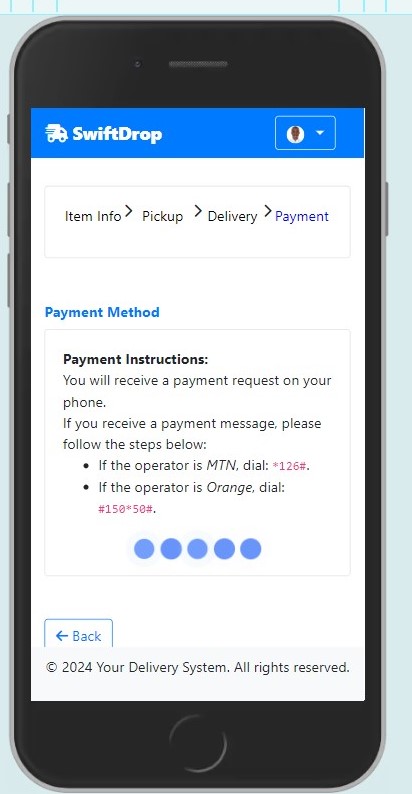 SwiftDrop
Item Info > Pickup > Delivery > Payment
Payment Method
Payment Instructions:
You will receive a payment request on your
phone.
If you receive a payment message, please
follow the steps below:
• If the operator is MTN, dial: *126#.
• If the operator is Orange, dial:
#150*50#.
← Back
© 2024 Your Delivery System. All rights reserved.